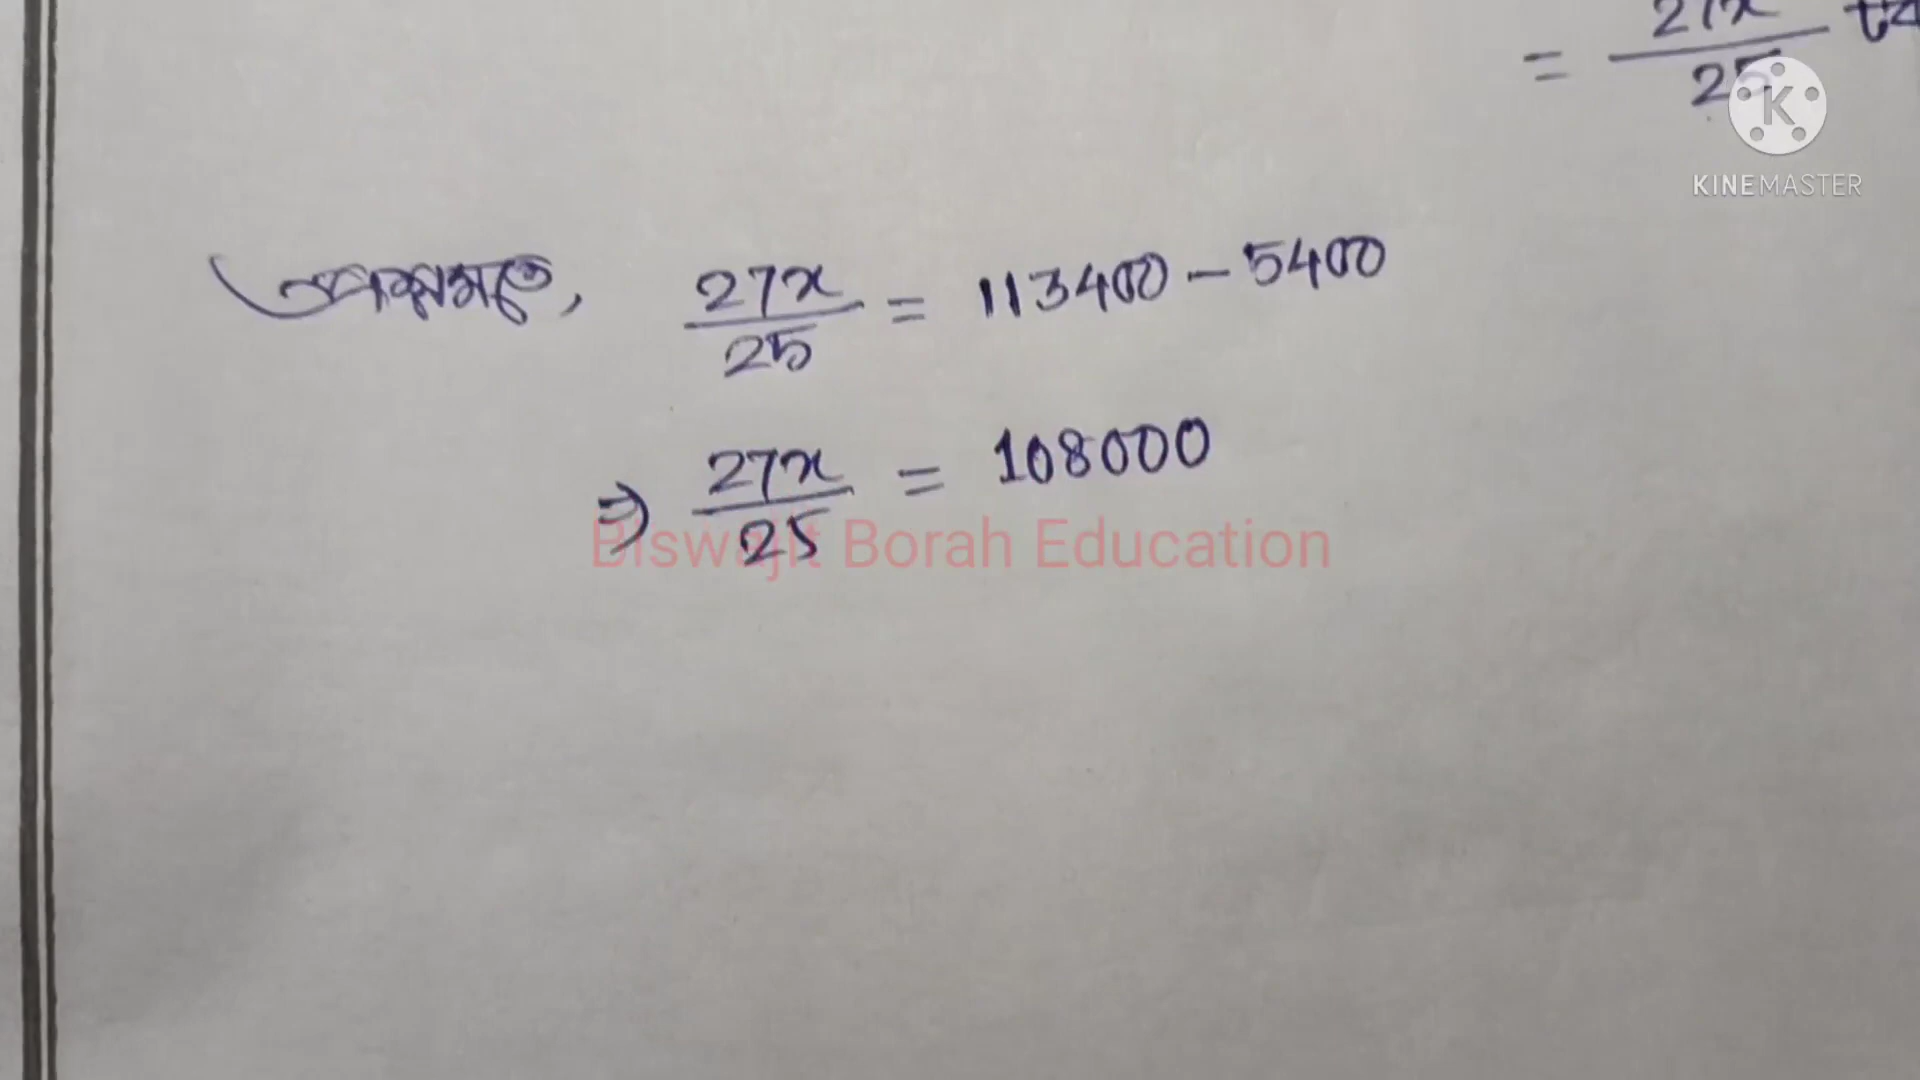 = 27x/25
K
KINEMASTER
প্ৰশ্নমতে, 27x/25 = 113400 - 5400
⇒ 27x/25 = 108000
Biswajit Borah Education